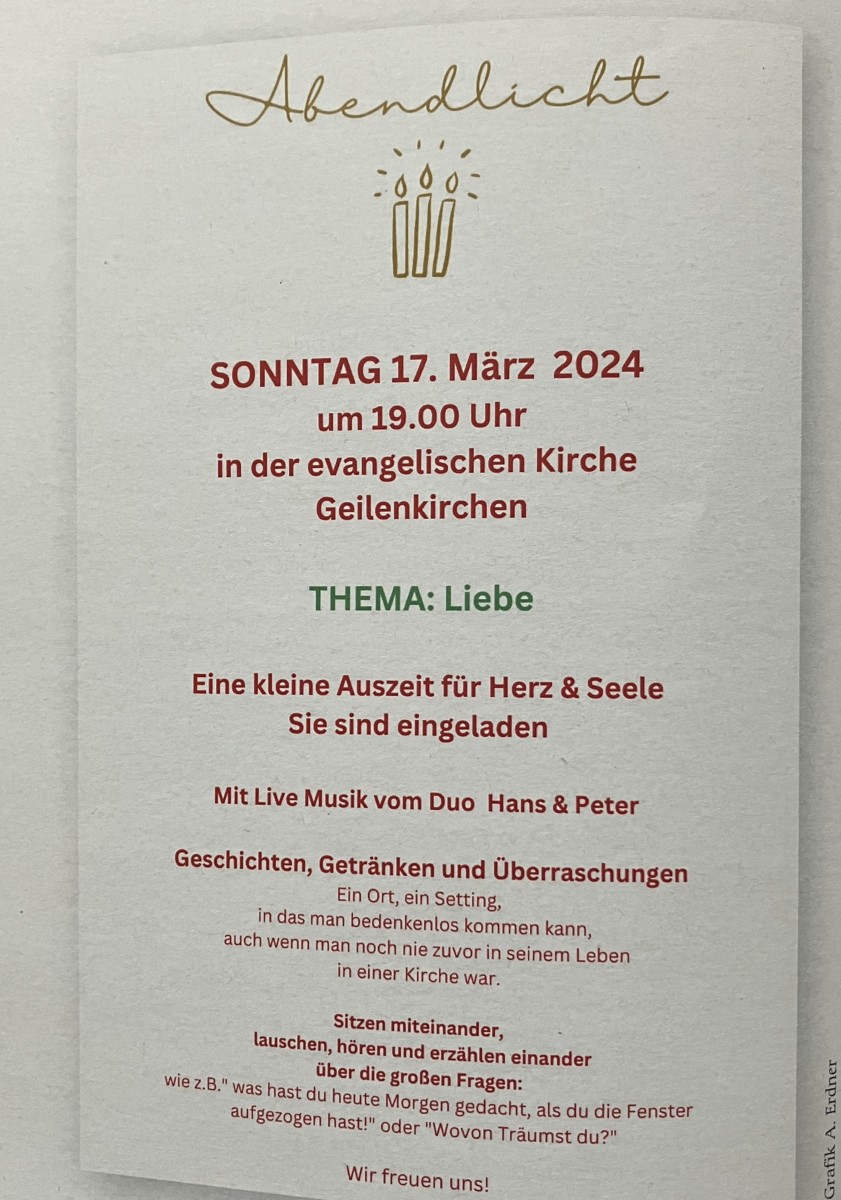 Abendlicht
SONNTAG 17. März 2024
um 19.00 Uhr
in der evangelischen Kirche
Geilenkirchen
THEMA: Liebe
Eine kleine Auszeit für Herz & Seele
Sie sind eingeladen
Mit Live Musik vom Duo Hans & Peter
Geschichten, Getränken und Überraschungen
Ein Ort, ein Setting,
in das man bedenkenlos kommen kann,
auch wenn man noch nie zuvor in seinem Leben
in einer Kirche war.
Sitzen miteinander,
lauschen, hören und erzählen einander
über die großen Fragen:
wie z.B." was hast du heute Morgen gedacht, als du die Fenster
aufgezogen hast!" oder "Wovon Träumst du?"
Wir freuen uns!
Grafik A. Erdner